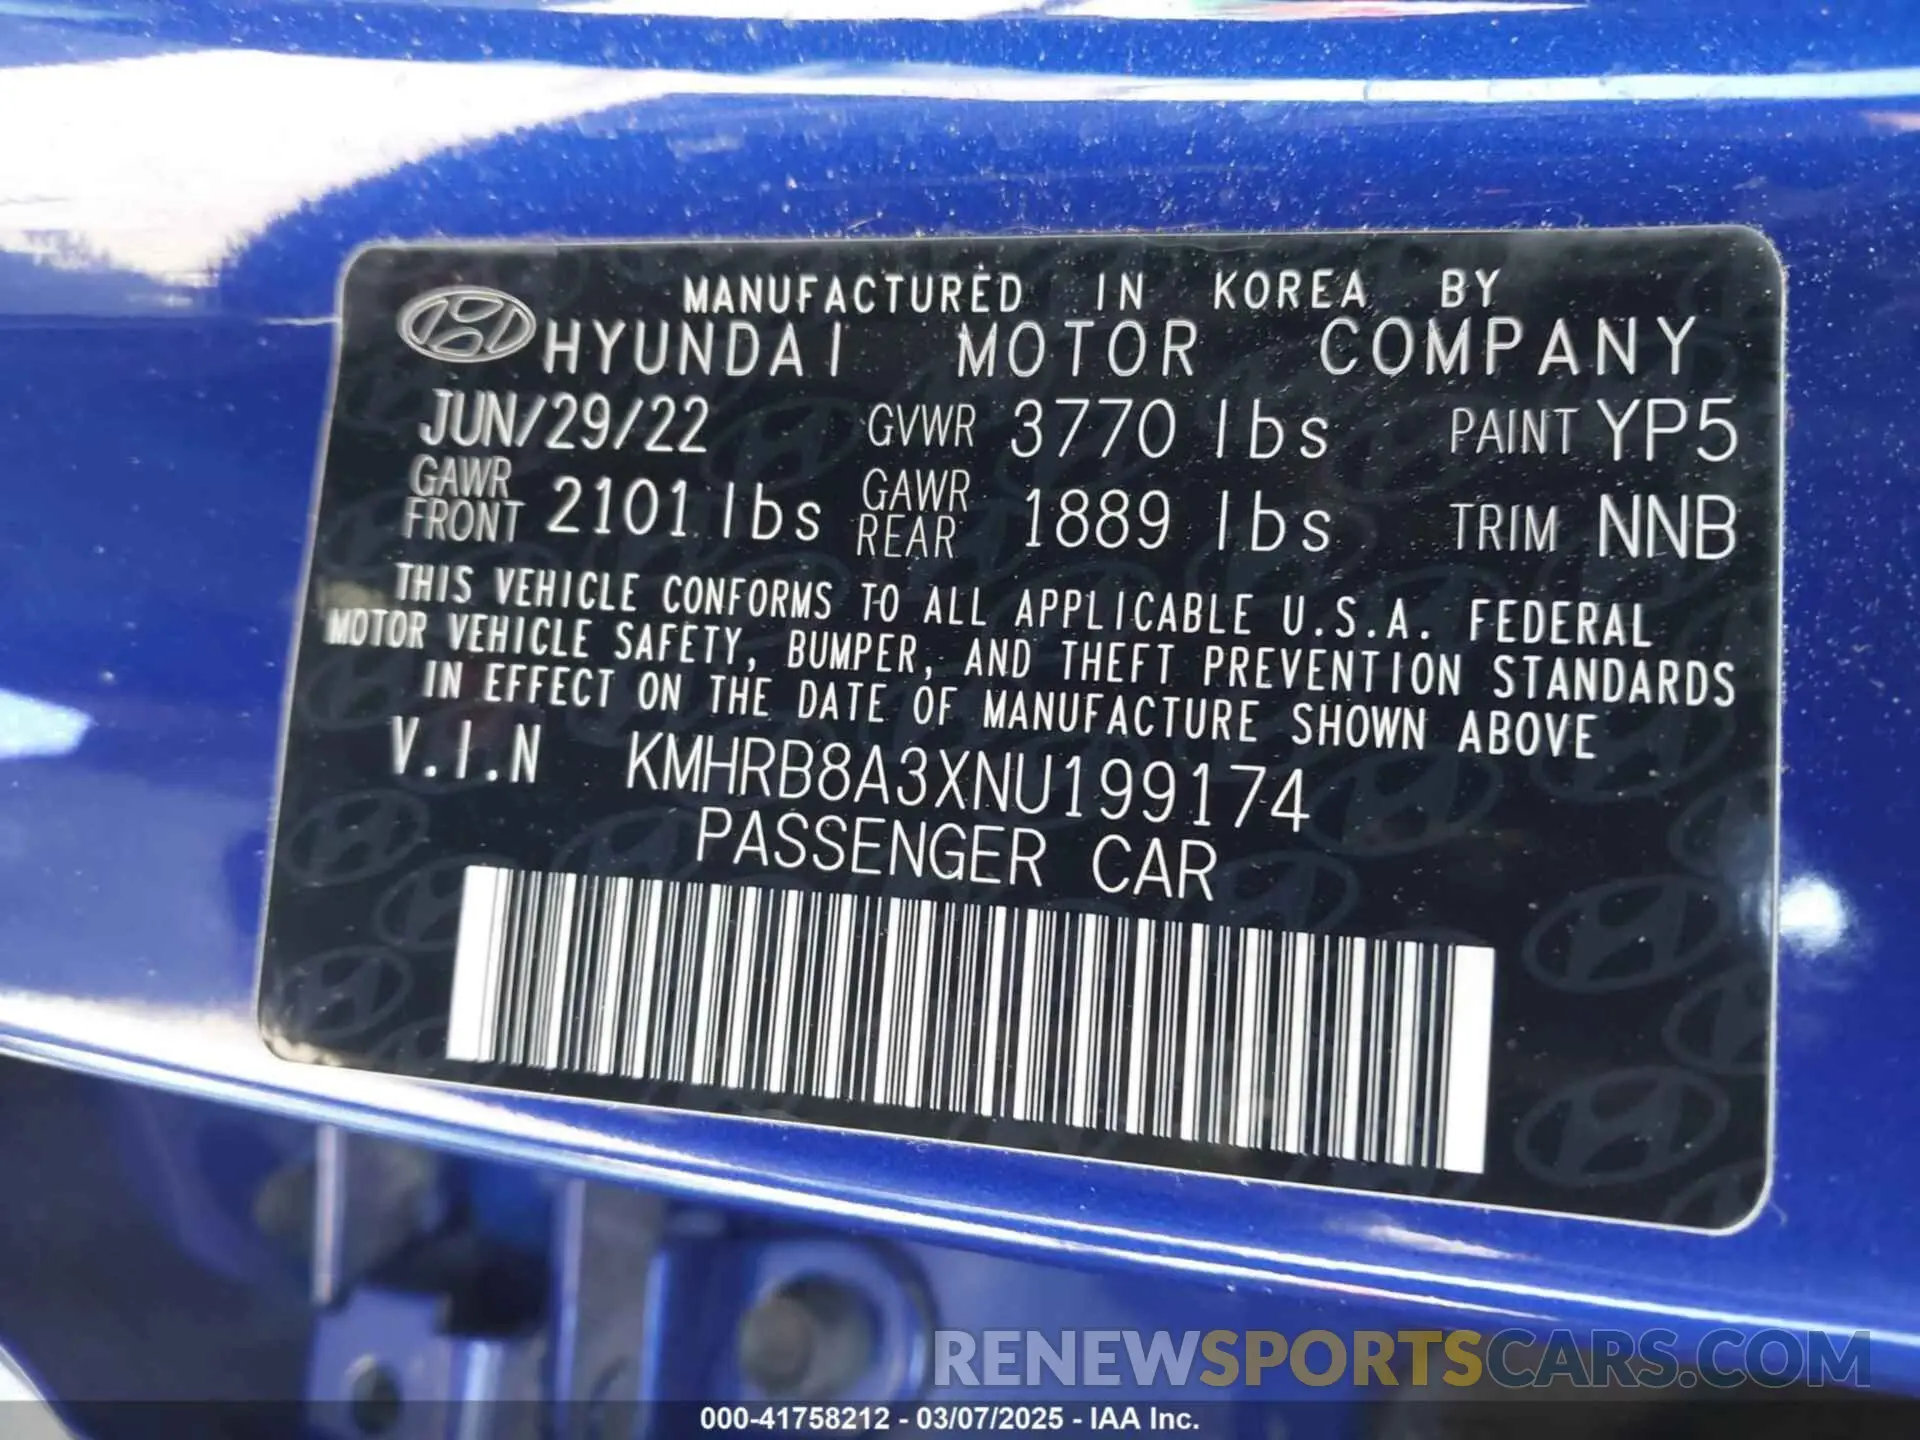 MANUFACTURED IN KOREA BY
HYUNDAI MOTOR COMPANY
JUN/29/22 GVWR 3770 lbs PAINT YP5
GAWR FRONT 2101 lbs GAWR REAR 1889 lbs TRIM NNB
THIS VEHICLE CONFORMS TO ALL APPLICABLE U.S.A. FEDERAL
MOTOR VEHICLE SAFETY, BUMPER, AND THEFT PREVENTION STANDARDS
IN EFFECT ON THE DATE OF MANUFACTURE SHOWN ABOVE
V.I.N KMHRB8A3XNU199174
PASSENGER CAR
RENEWSPORTSCARS.COM
000-41758212 - 03/07/2025 - IAA Inc.